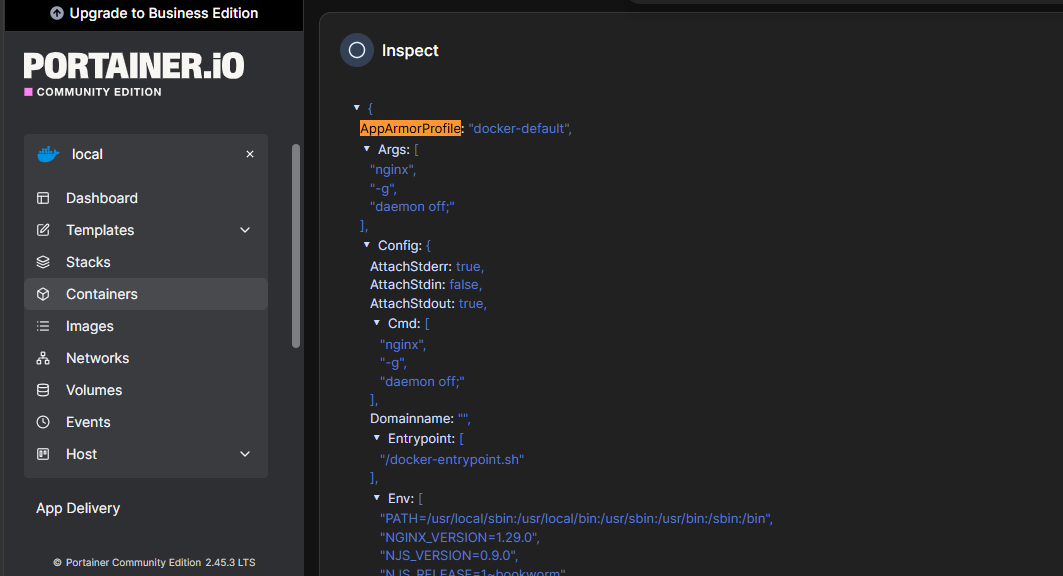 Upgrade to Business Edition
PORTAINER.iO
COMMUNITY EDITION
local
Dashboard
Templates
Stacks
Containers
Images
Networks
Volumes
Events
Host
App Delivery
© Portainer Community Edition 2.45.3 LTS
Inspect
{
AppArmorProfile: "docker-default",
Args: [
"nginx",
"-g",
"daemon off;"
],
Config: {
AttachStderr: true,
AttachStdin: false,
AttachStdout: true,
Cmd: [
"nginx",
"-g",
"daemon off;"
],
Domainname: "",
Entrypoint: [
"/docker-entrypoint.sh"
],
Env: [
"PATH=/usr/local/sbin:/usr/local/bin:/usr/sbin:/usr/bin:/sbin:/bin",
"NGINX_VERSION=1.29.0",
"NJS_VERSION=0.9.0",
"NJS_RELEASE=1~bookworm"